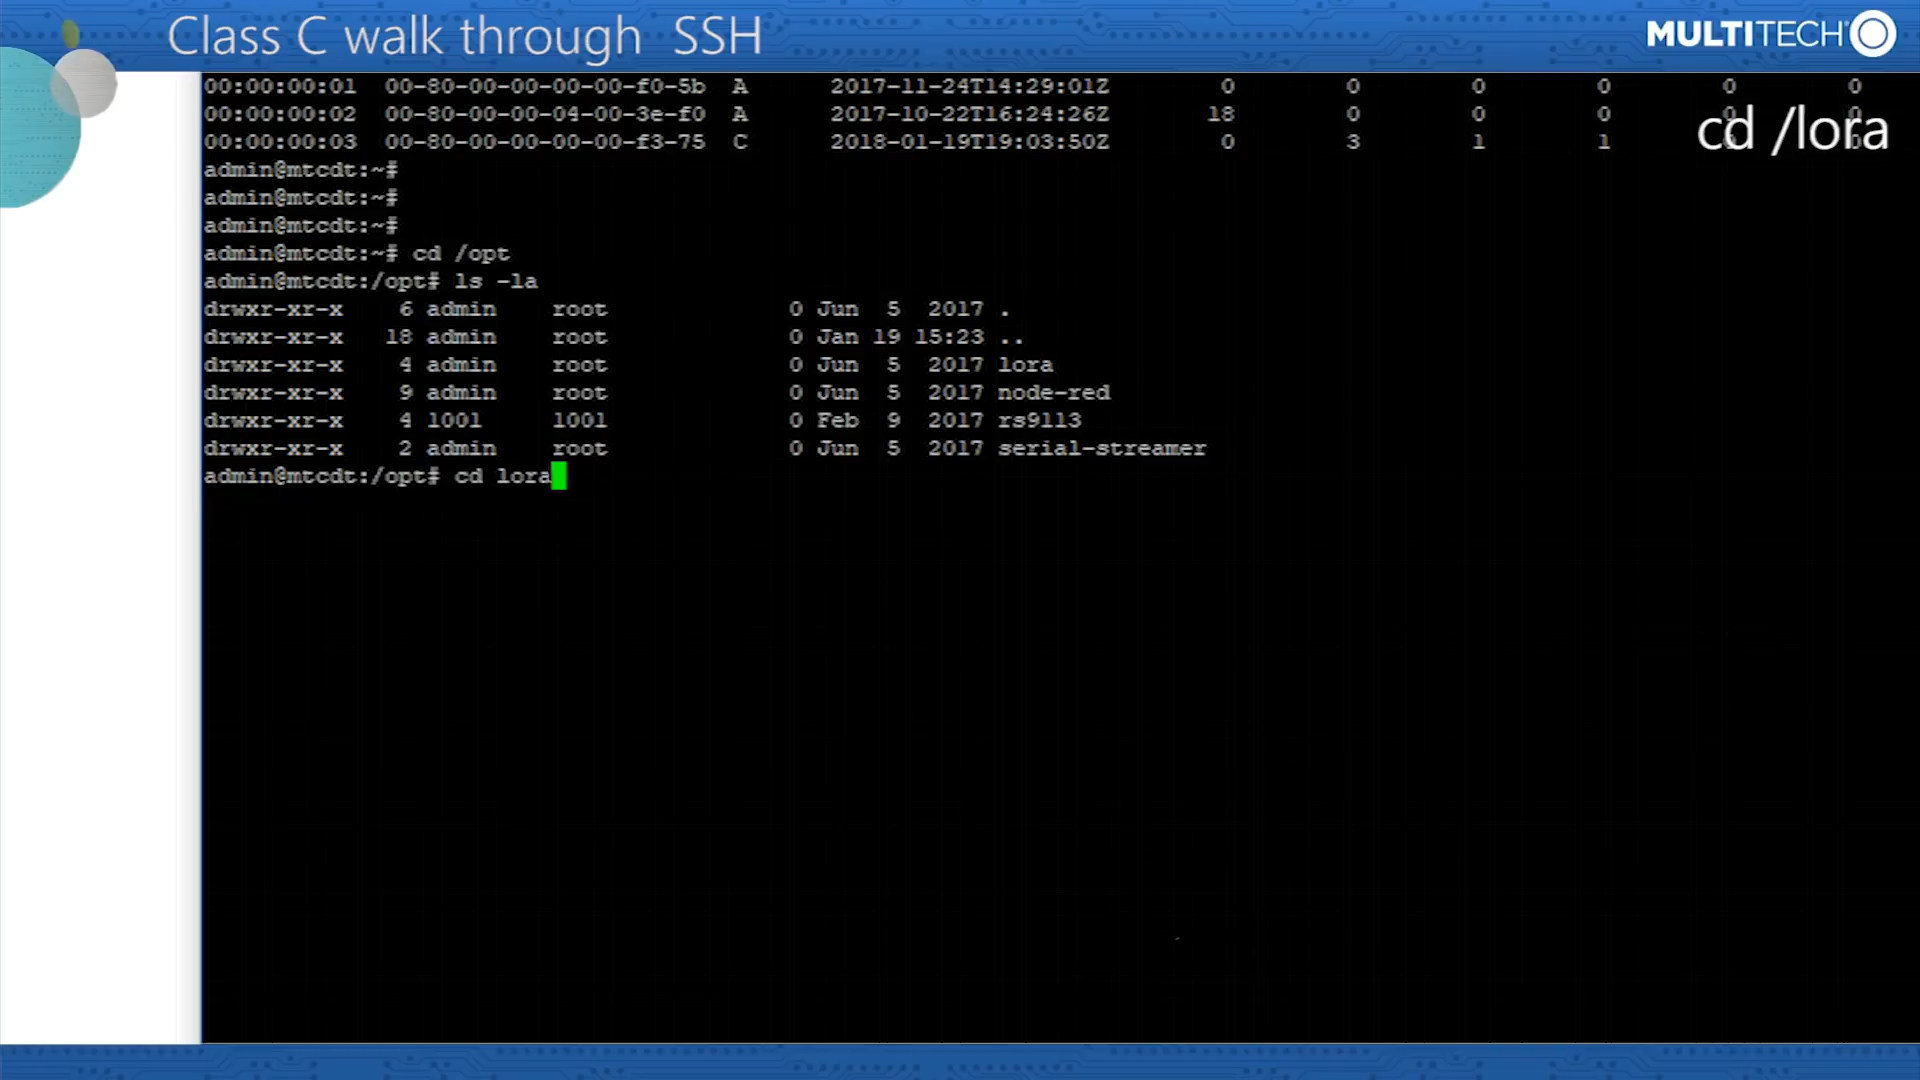 Class C walk through SSH
MULTITECH
00:00:00:01 00-80-00-00-00-00-f0-5b A 2017-11-24T14:29:01Z 0 0 0 0 0 0
00:00:00:02 00-80-00-00-04-00-3e-f0 A 2017-10-22T16:24:26Z 18 0 0 0 0
00:00:00:03 00-80-00-00-00-00-f3-75 C 2018-01-19T19:03:50Z 0 3 1 1
cd /lora
admin@mtcdt:~#
admin@mtcdt:~#
admin@mtcdt:~#
admin@mtcdt:~# cd /opt
admin@mtcdt:/opt# ls -la
drwxr-xr-x 6 admin root 0 Jun 5 2017 .
drwxr-xr-x 18 admin root 0 Jan 19 15:23 ..
drwxr-xr-x 4 admin root 0 Jun 5 2017 lora
drwxr-xr-x 9 admin root 0 Jun 5 2017 node-red
drwxr-xr-x 4 1001 1001 0 Feb 9 2017 rs9113
drwxr-xr-x 2 admin root 0 Jun 5 2017 serial-streamer
admin@mtcdt:/opt# cd lora